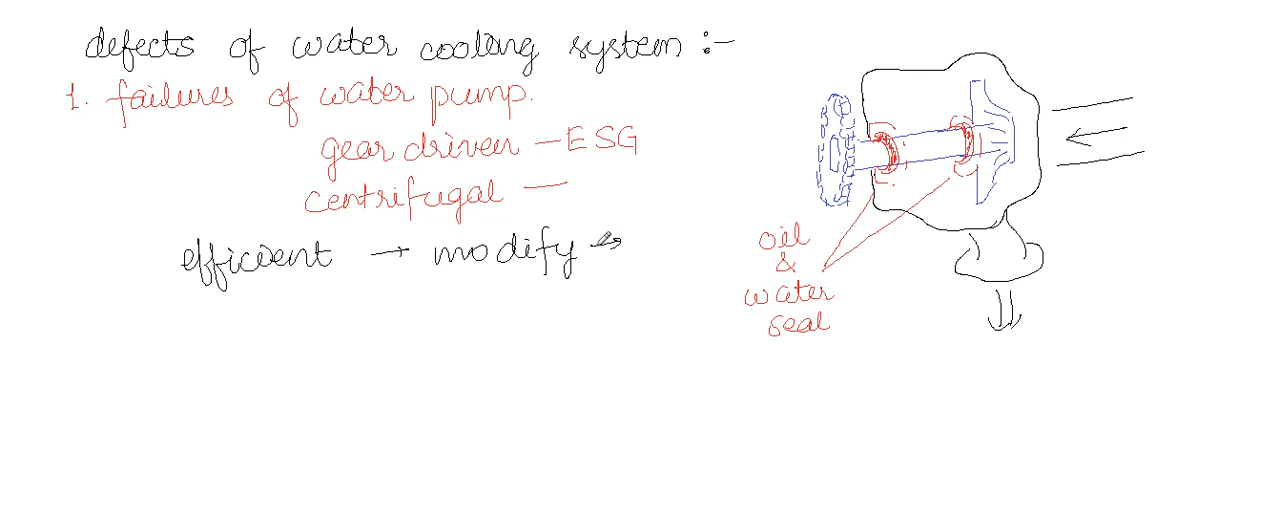 defects of water cooling system :-
1. failures of water pump.
gear driven - ESG
centrifugal -
efficient → modify
oil
&
water
seal